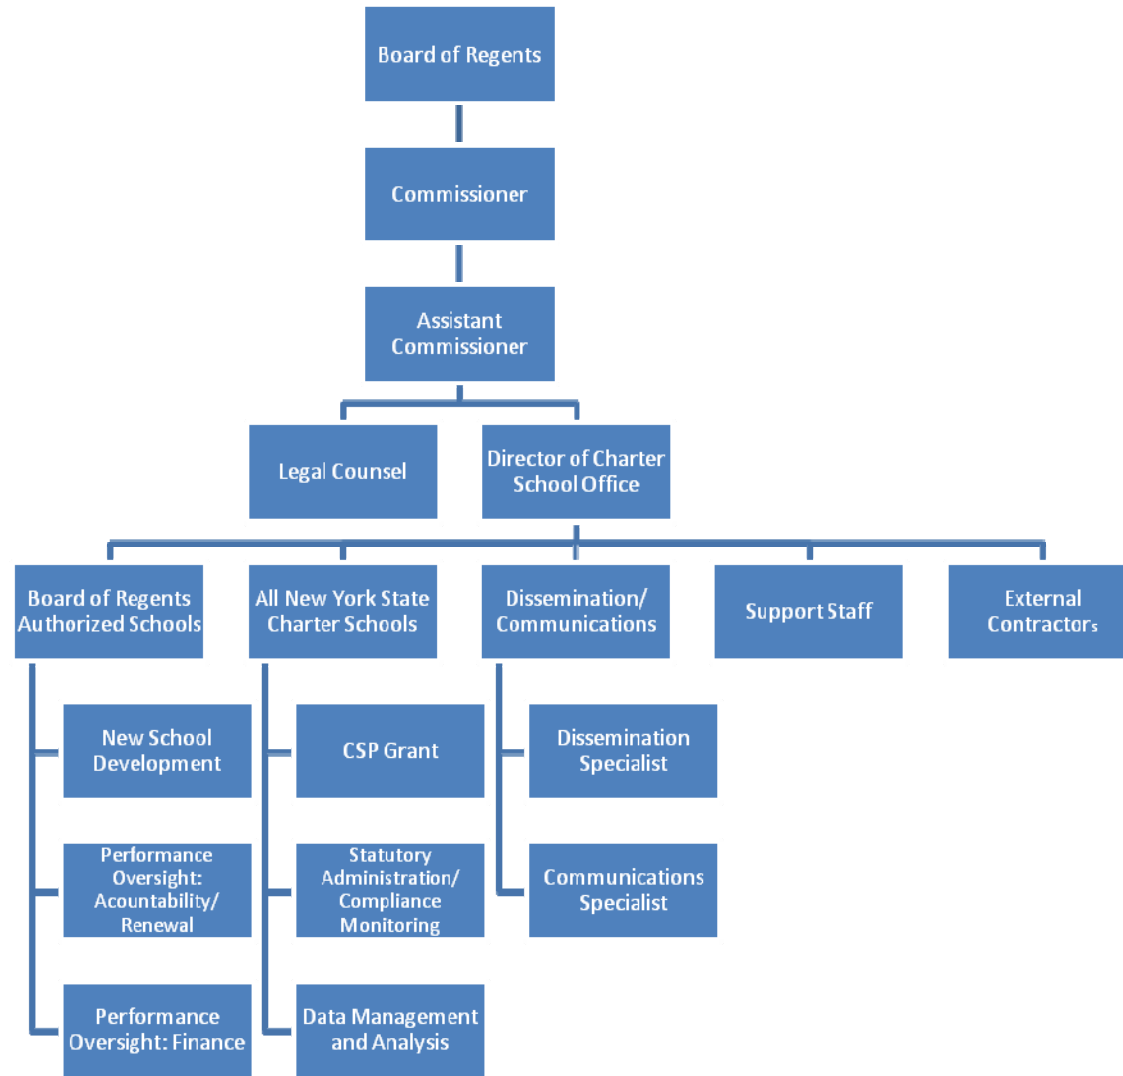 Board of Regents
Commissioner
Assistant
Commissioner
Legal Counsel
Director of Charter
School Office
Board of Regents
Authorized Schools
All New York State
Charter Schools
Dissemination/
Communications
Support Staff
External
Contractors
New School
Development
CSP Grant
Dissemination
Specialist
Performance
Oversight:
Acountability/
Renewal
Statutory
Administration/
Compliance
Monitoring
Communications
Specialist
Performance
Oversight: Finance
Data Management
and Analysis